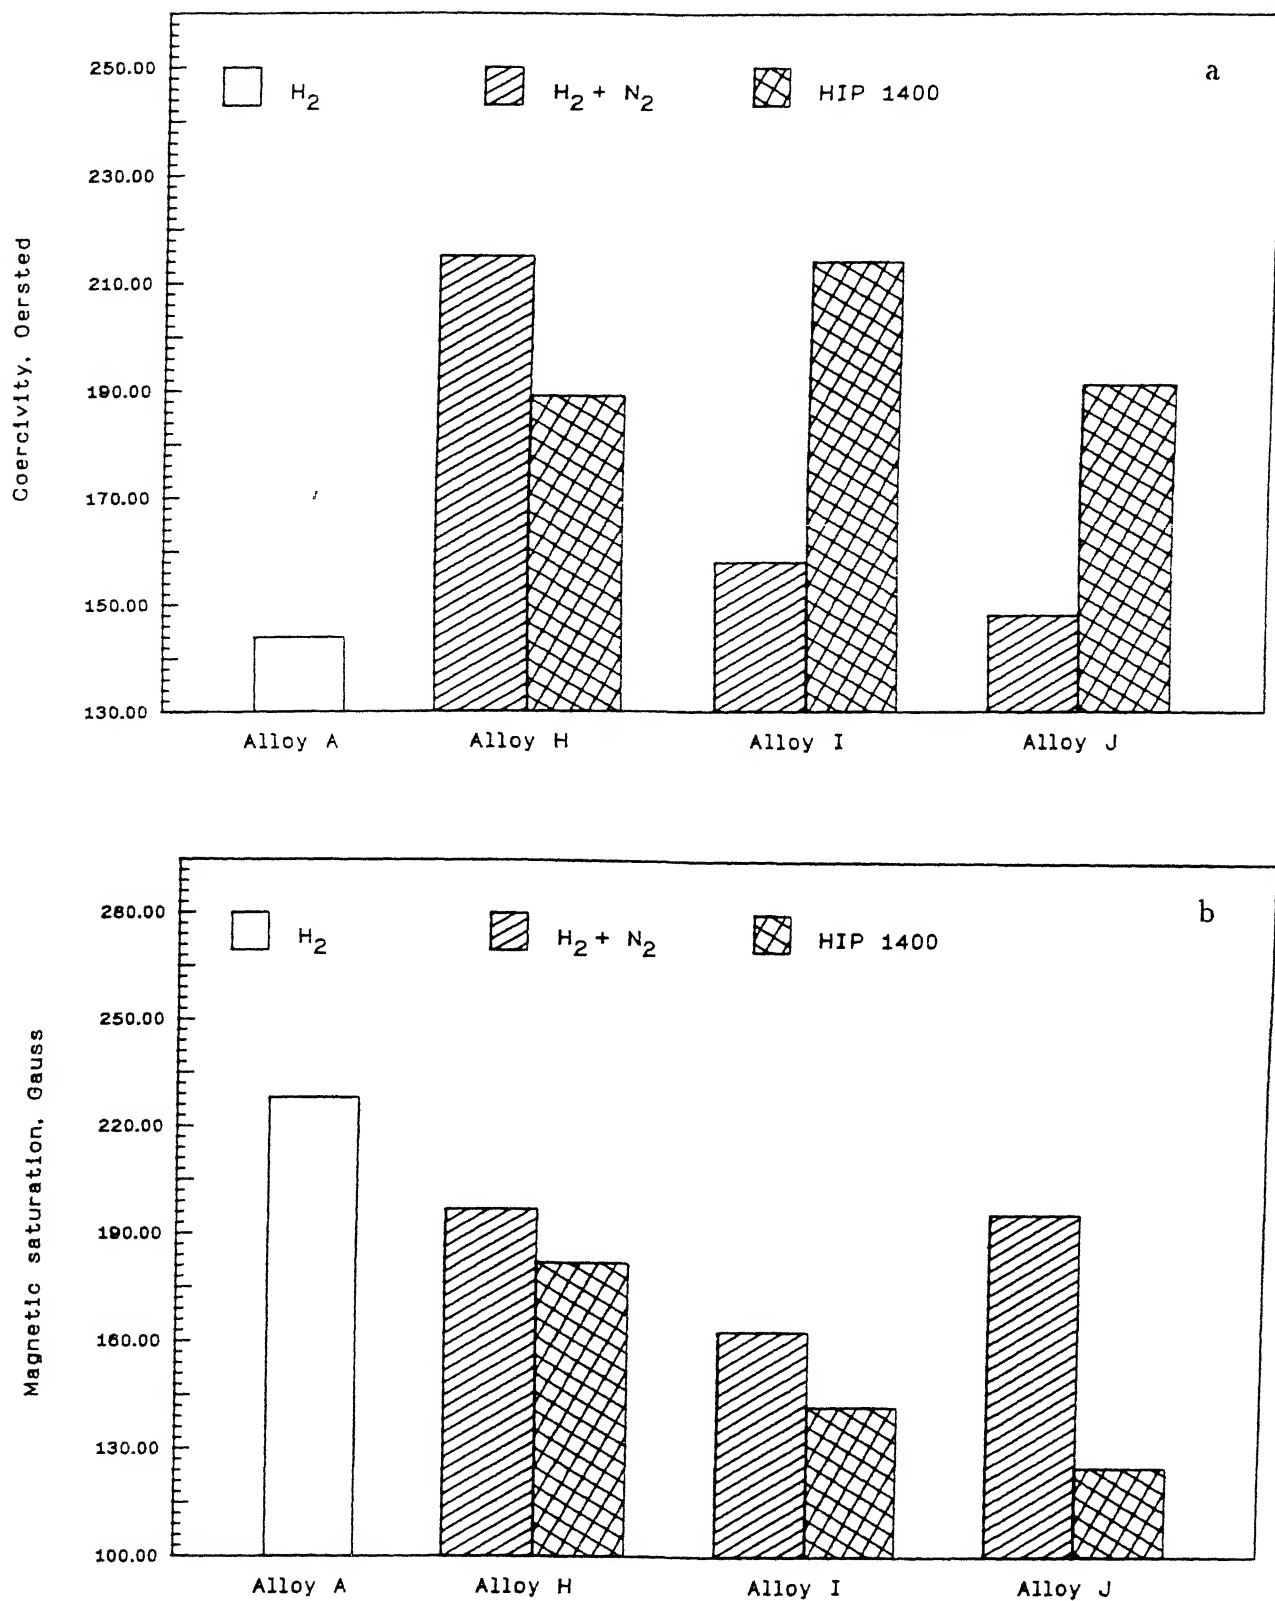 a
250.00
H2
H2 + N2
HIP 1400
230.00
210.00
190.00
170.00
150.00
130.00
Coercivity, Oersted
Alloy A
Alloy H
Alloy I
Alloy J
b
280.00
H2
H2 + N2
HIP 1400
250.00
220.00
190.00
160.00
130.00
100.00
Magnetic saturation, Gauss
Alloy A
Alloy H
Alloy I
Alloy J